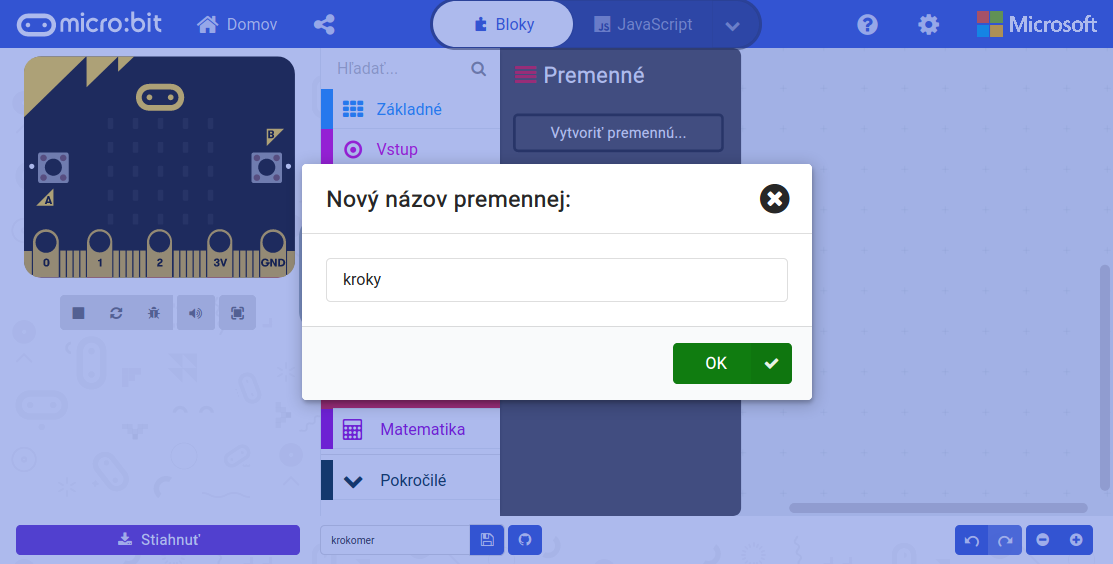 micro:bit
Domov
Bloky
JS JavaScript
Microsoft
Hľadať...
Základné
Vstup
Premenné
Vytvoriť premennú...
B
A
0 1 2 3V GND
Nový názov premennej:
kroky
OK
Matematika
Pokročilé
Stiahnuť
krokomer